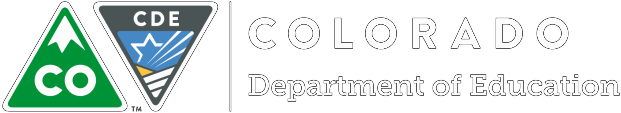 CO
™
CDE
COLORADO
Department of Education